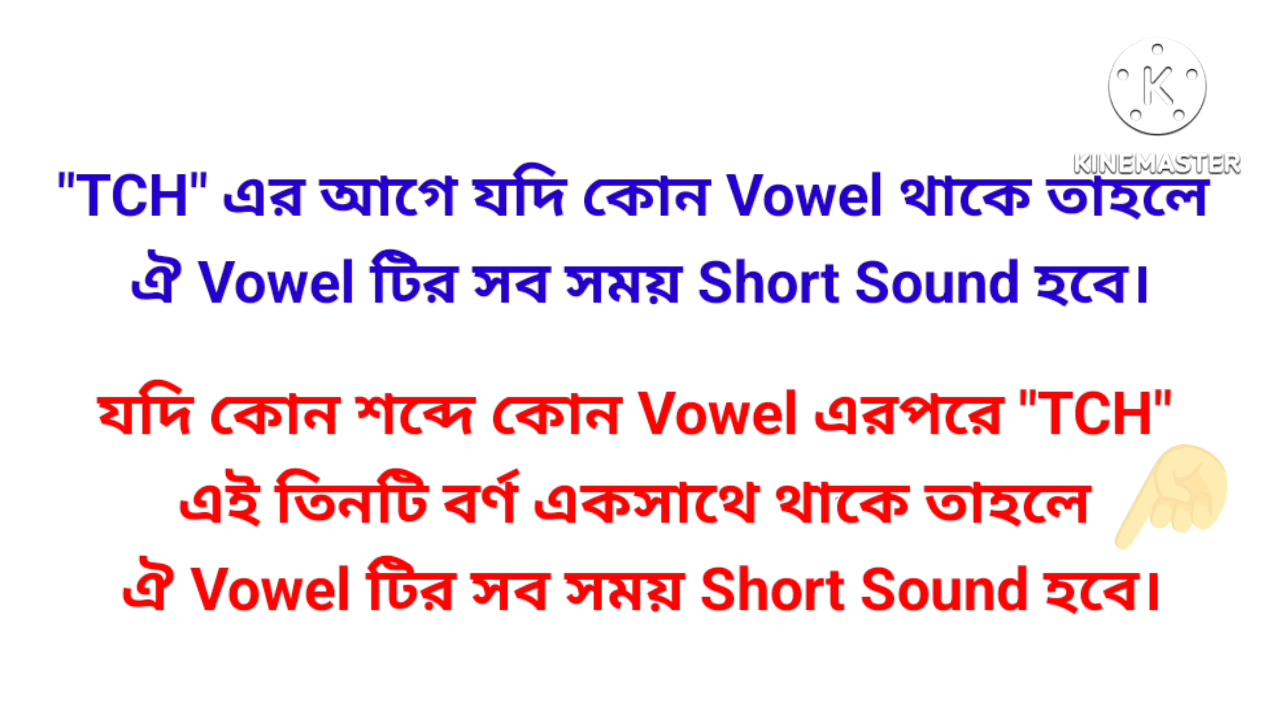 KINEMASTER
"TCH" এর আগে যদি কোন Vowel থাকে তাহলে
ঐ Vowel টির সব সময় Short Sound হবে।
যদি কোন শব্দে কোন Vowel এরপরে "TCH"
এই তিনটি বর্ণ একসাথে থাকে তাহলে
ঐ Vowel টির সব সময় Short Sound হবে।